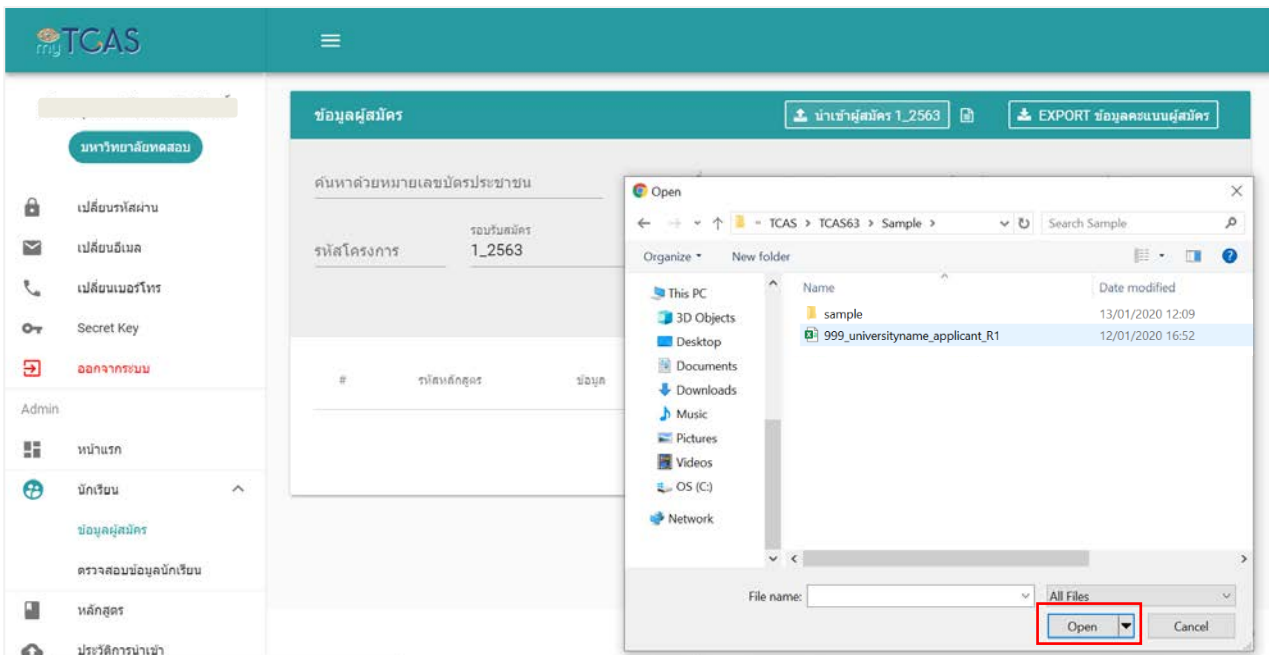 myTCAS
มหาวิทยาลัยทดสอบ
เปลี่ยนรหัสผ่าน
เปลี่ยนอีเมล
เปลี่ยนเบอร์โทร
Secret Key
ออกจากระบบ
Admin
หน้าแรก
นักเรียน
ข้อมูลผู้สมัคร
ตรวจสอบข้อมูลนักเรียน
หลักสูตร
ประวัติการนำเข้า
ข้อมูลผู้สมัคร
นำเข้าผู้สมัคร 1_2563
EXPORT ข้อมูลคะแนนผู้สมัคร
ค้นหาด้วยหมายเลขบัตรประชาชน
รหัสโครงการ
รอบรับสมัคร
1_2563
# รหัสหลักสูตร ข้อมูล
Open
TCAS > TCAS63 > Sample >
Search Sample
Organize New folder
This PC
3D Objects
Desktop
Documents
Downloads
Music
Pictures
Videos
OS (C:)
Network
Name Date modified
sample 13/01/2020 12:09
999_universityname_applicant_R1 12/01/2020 16:52
File name: All Files
Open Cancel